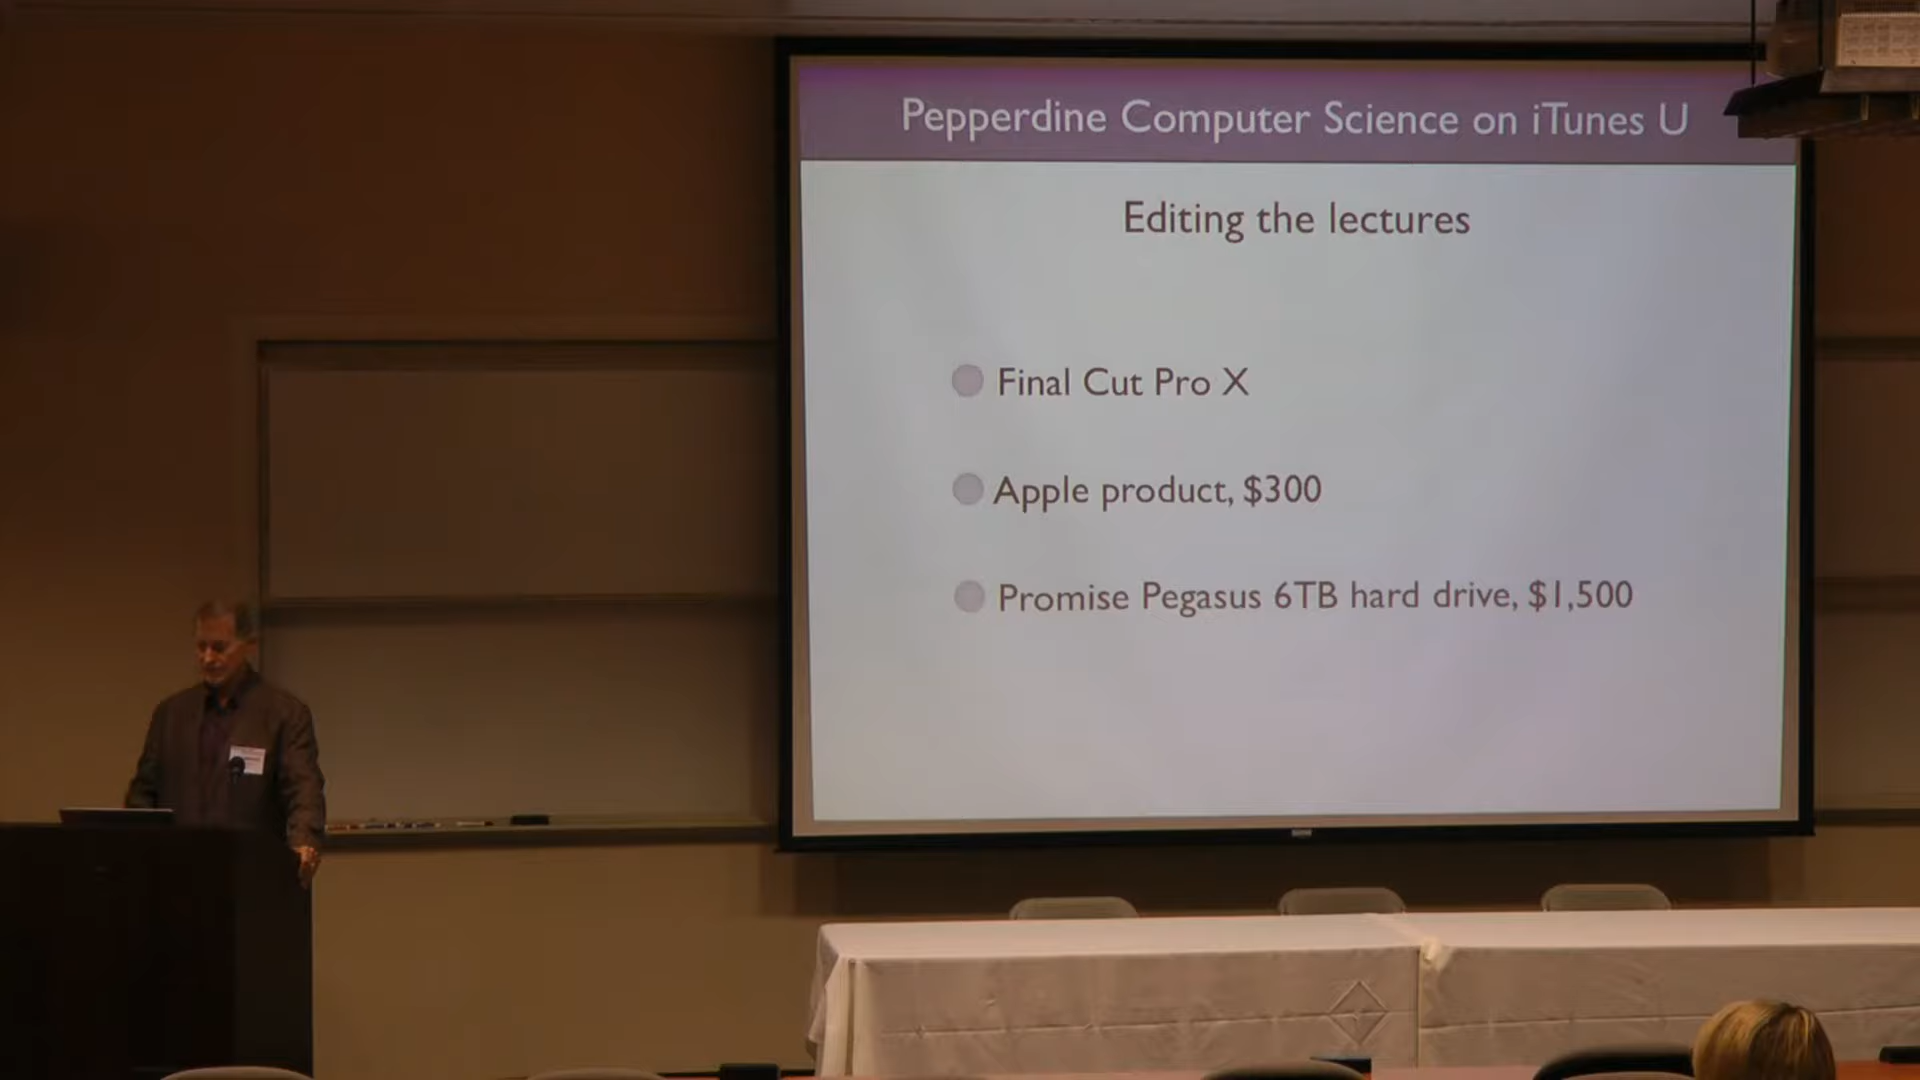 Pepperdine Computer Science on iTunes U
Editing the lectures
Final Cut Pro X
Apple product, $300
Promise Pegasus 6TB hard drive, $1,500